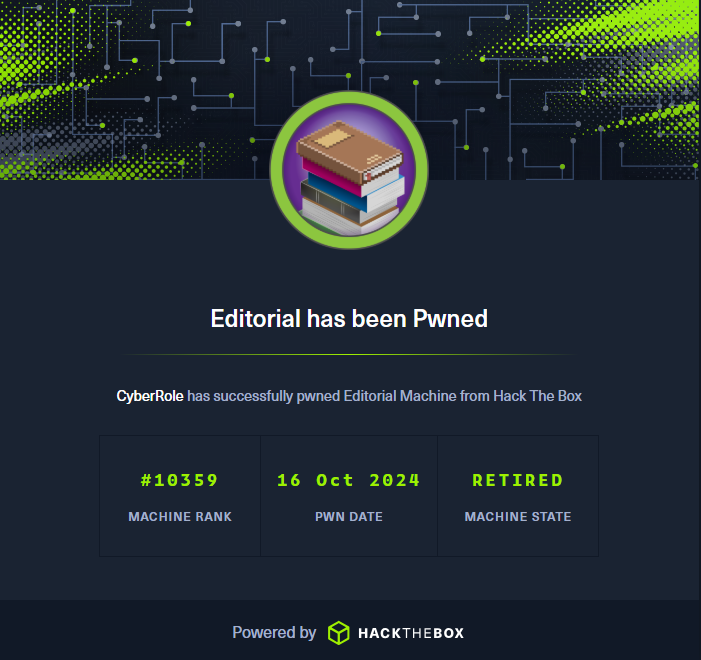 Editorial has been Pwned
CyberRole has successfully pwned Editorial Machine from Hack The Box
#10359
16 Oct 2024
RETIRED
MACHINE RANK
PWN DATE
MACHINE STATE
Powered by HACKTHEBOX